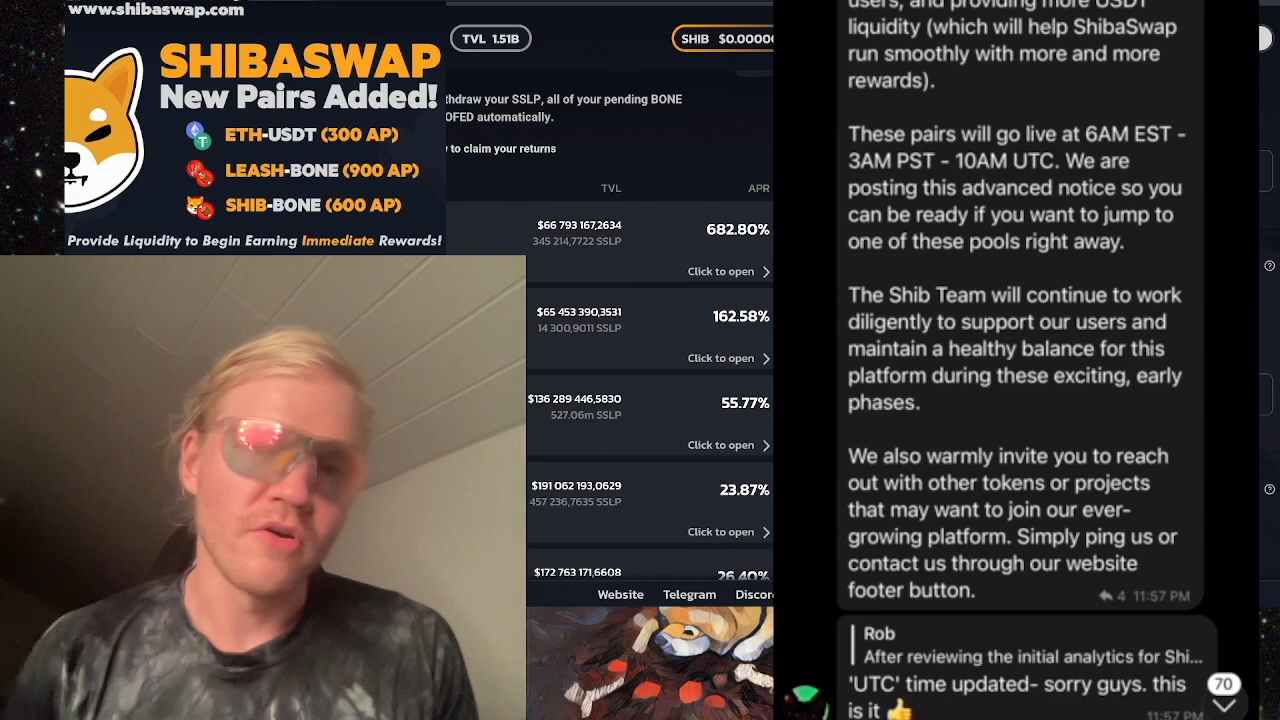 www.shibaswap.com
SHIBASWAP
New Pairs Added!
ETH-USDT (300 AP)
LEASH-BONE (900 AP)
SHIB-BONE (600 AP)
Provide Liquidity to Begin Earning Immediate Rewards!
TVL 1.51B
SHIB $0.0000
hdraw your SSLP, all of your pending BONE
OFED automatically.
to claim your returns
TVL APR
$66 793 167,2634
345 214,7722 SSLP
682.80%
Click to open
$65 453 390,3531
14 300,9011 SSLP
162.58%
Click to open
$136 289 446,5830
527.06m SSLP
55.77%
Click to open
$191 062 193,0629
457 236,7635 SSLP
23.87%
Click to open
$172 763 171,6608
26.40%
Website Telegram Discor
users, and providing more USDT
liquidity (which will help ShibaSwap
run smoothly with more and more
rewards).
These pairs will go live at 6AM EST -
3AM PST - 10AM UTC. We are
posting this advanced notice so you
can be ready if you want to jump to
one of these pools right away.
The Shib Team will continue to work
diligently to support our users and
maintain a healthy balance for this
platform during these exciting, early
phases.
We also warmly invite you to reach
out with other tokens or projects
that may want to join our ever-
growing platform. Simply ping us or
contact us through our website
footer button.
4 11:57 PM
Rob
After reviewing the initial analytics for Shi...
'UTC' time updated- sorry guys. this
is it 👍
11:57 PM
70